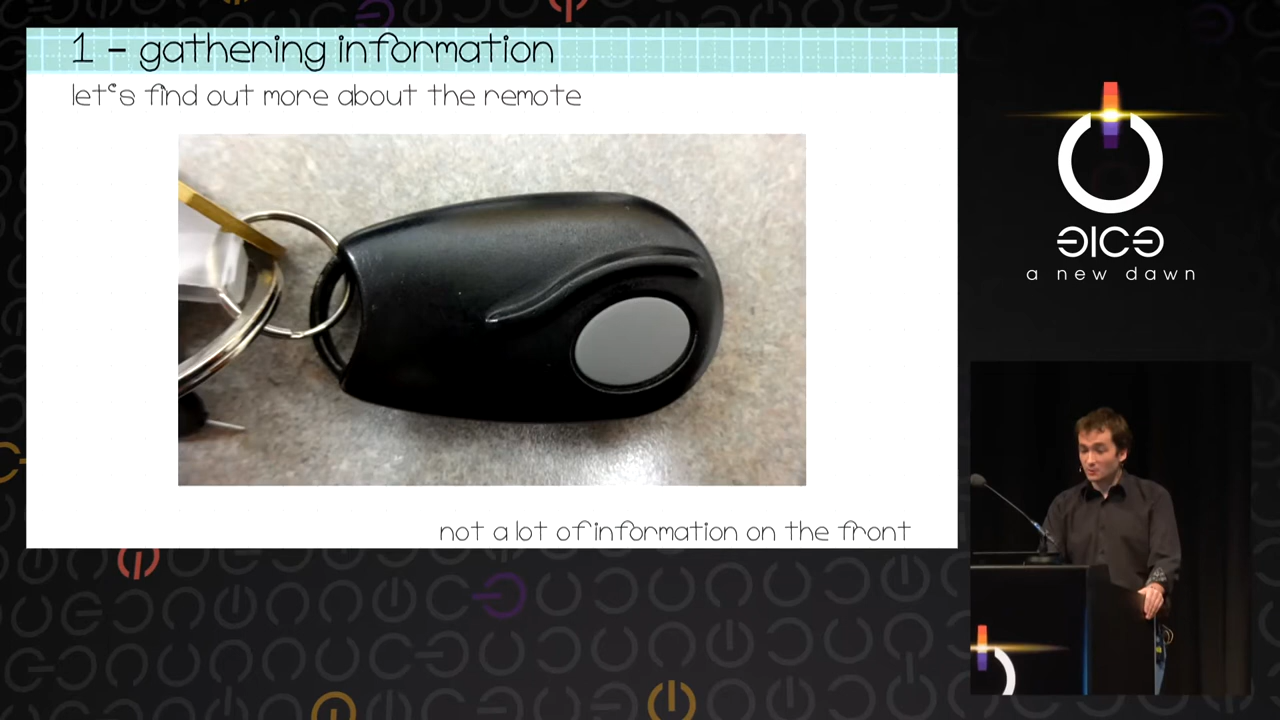 1 - gathering information
let's find out more about the remote
not a lot of information on the front
31C3
a new dawn